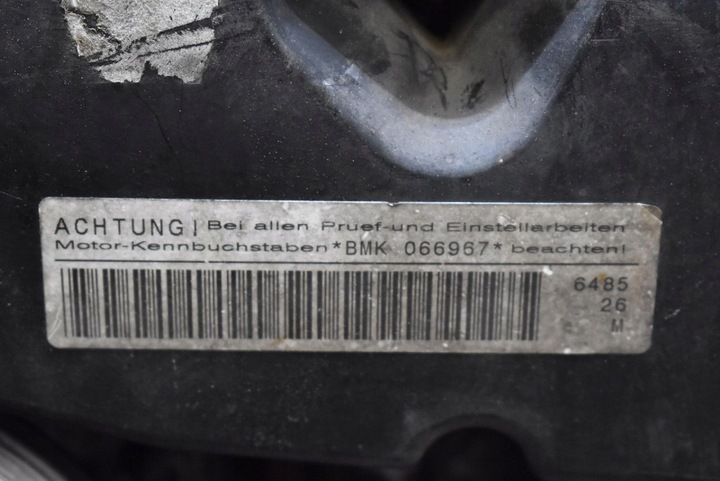 ACHTUNG! Bei allen Pruef-und Einstellarbeiten
Motor-Kennbuchstaben*BMK 066967* beachten!
6485
26
M